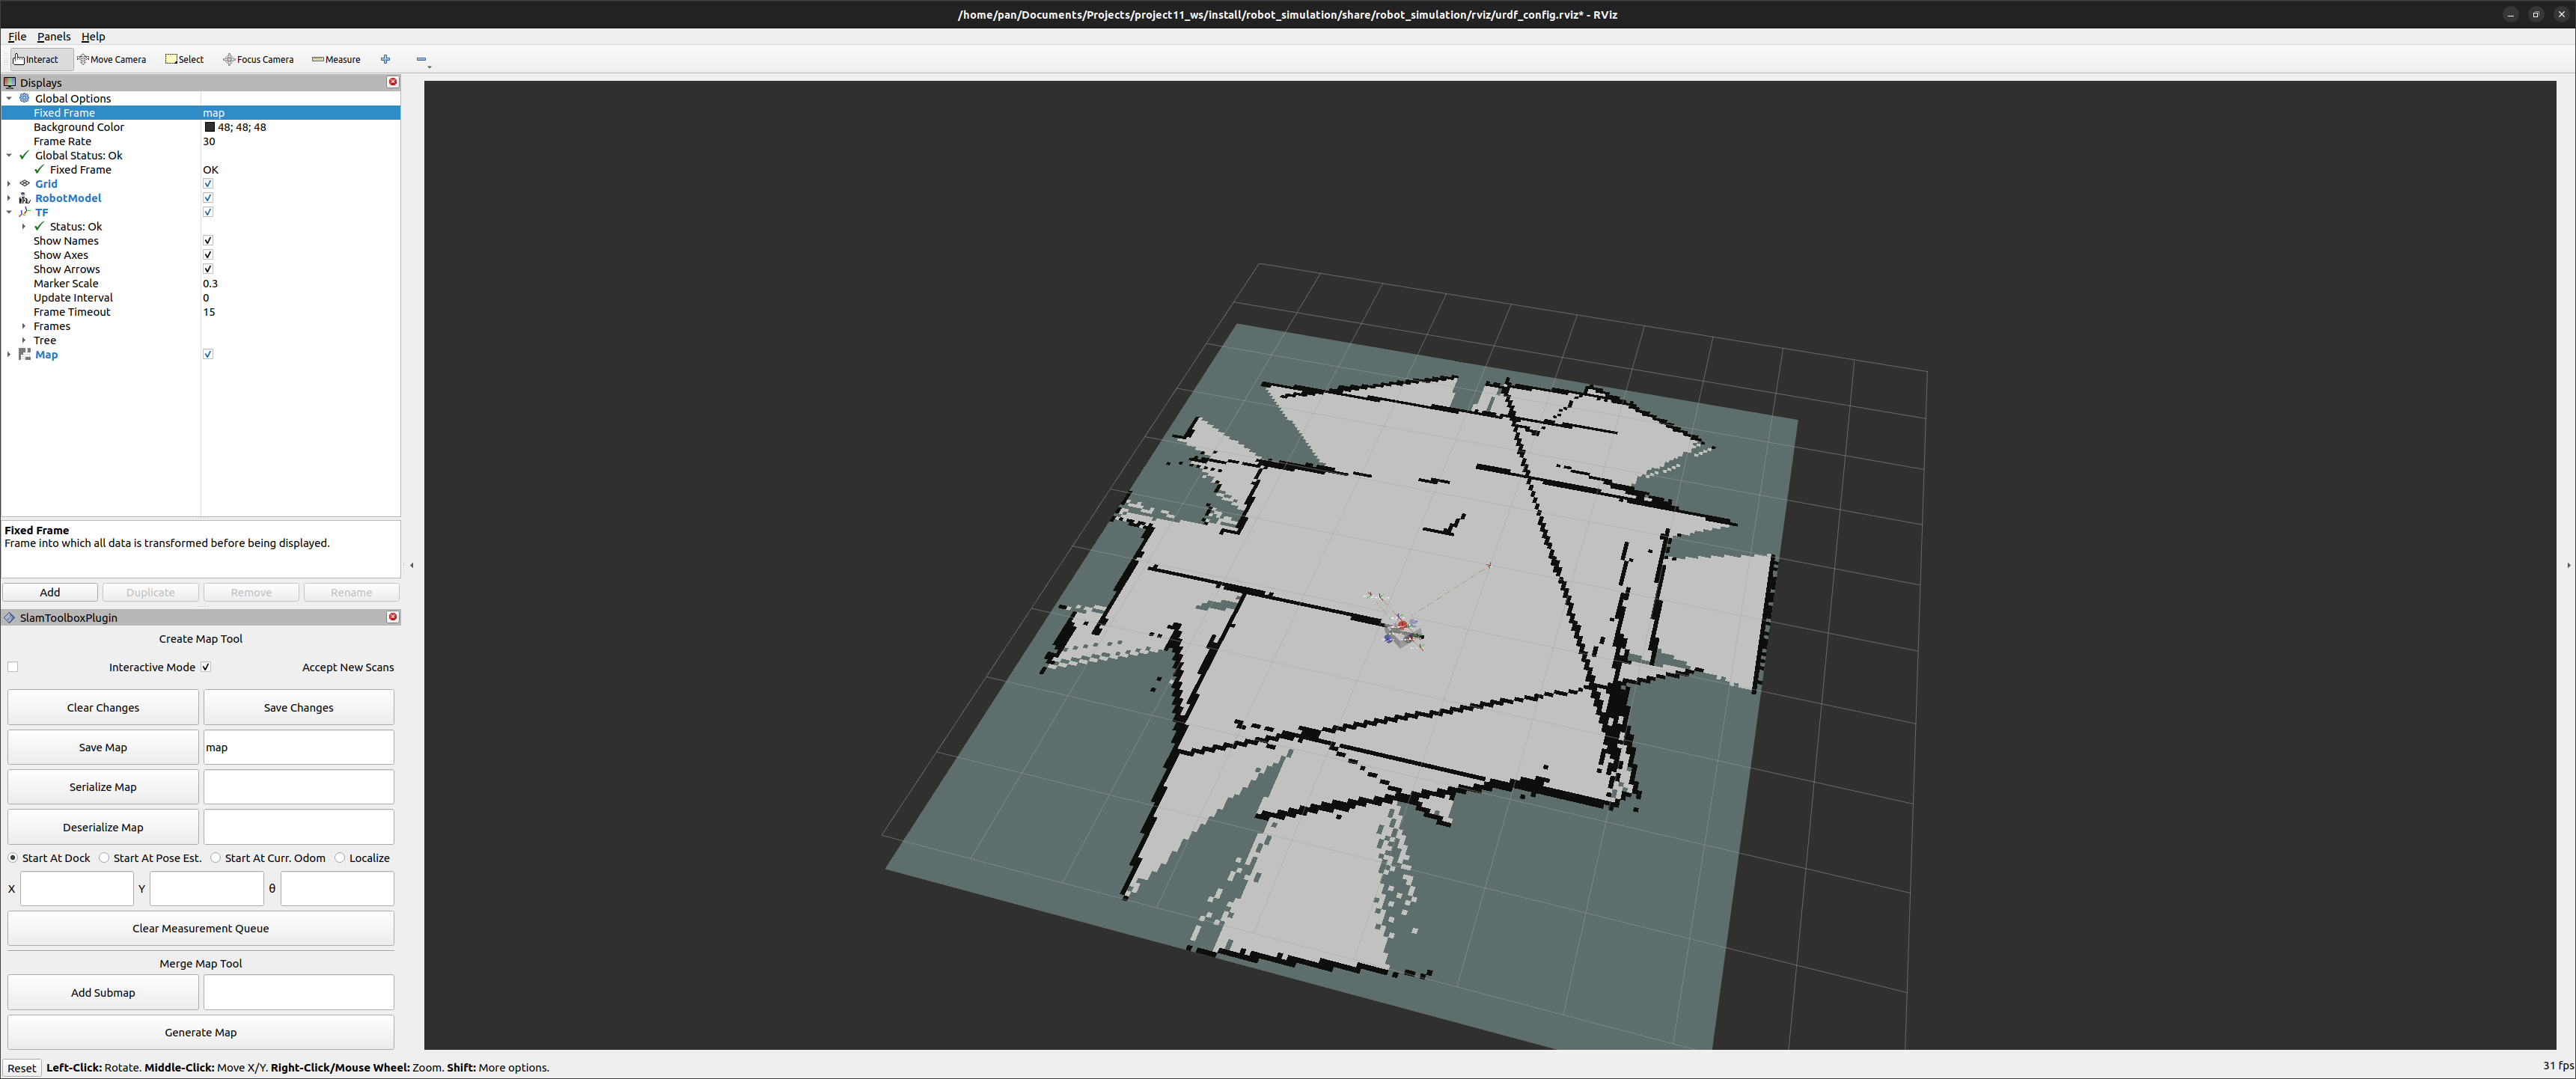 /home/pan/Documents/Projects/project11_ws/install/robot_simulation/share/robot_simulation/rviz/urdf_config.rviz* - RViz
File Panels Help
Interact Move Camera Select Focus Camera Measure
Displays
Global Options
Fixed Frame map
Background Color 48; 48; 48
Frame Rate 30
Global Status: Ok
Fixed Frame OK
Grid
RobotModel
TF
Status: Ok
Show Names
Show Axes
Show Arrows
Marker Scale 0.3
Update Interval 0
Frame Timeout 15
Frames
Tree
Map
Fixed Frame
Frame into which all data is transformed before being displayed.
Add Duplicate Remove Rename
SlamToolboxPlugin
Create Map Tool
Interactive Mode Accept New Scans
Clear Changes Save Changes
Save Map map
Serialize Map
Deserialize Map
Start At Dock Start At Pose Est. Start At Curr. Odom Localize
X Y θ
Clear Measurement Queue
Merge Map Tool
Add Submap
Generate Map
Reset Left-Click: Rotate. Middle-Click: Move X/Y. Right-Click/Mouse Wheel: Zoom. Shift: More options. 31 fps